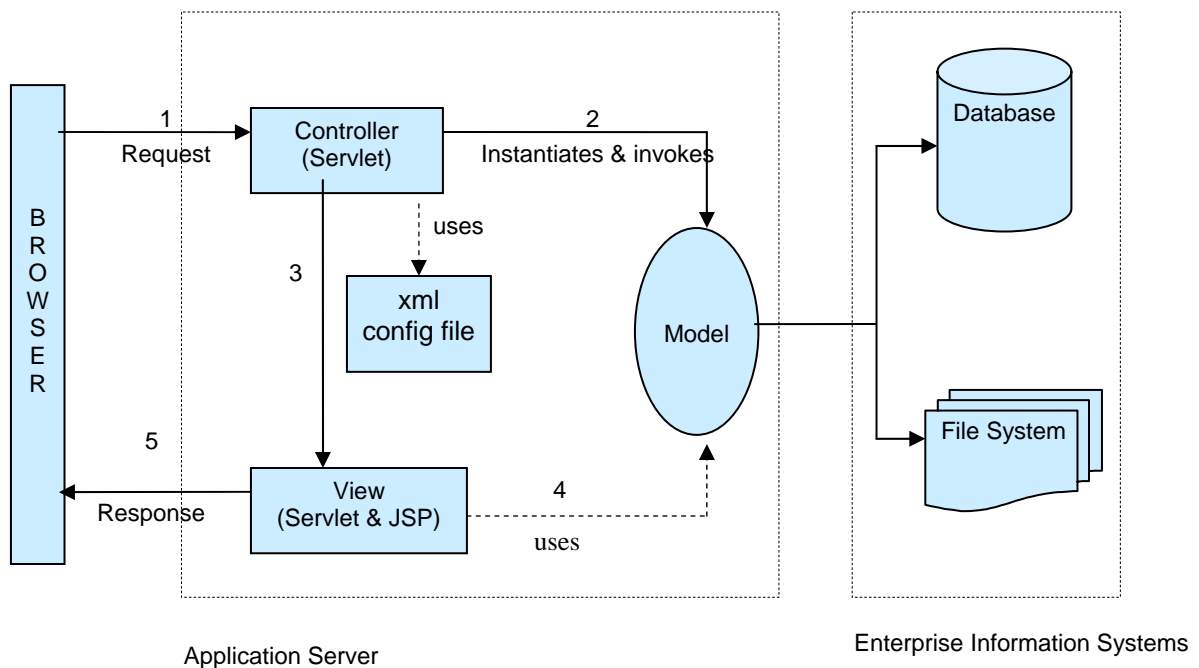 1
Request
Controller
(Servlet)
2
Instantiates & invokes
Database
B
R
O
W
S
E
R
uses
3
xml
config file
Model
File System
5
Response
View
(Servlet & JSP)
4
uses
Application Server
Enterprise Information Systems